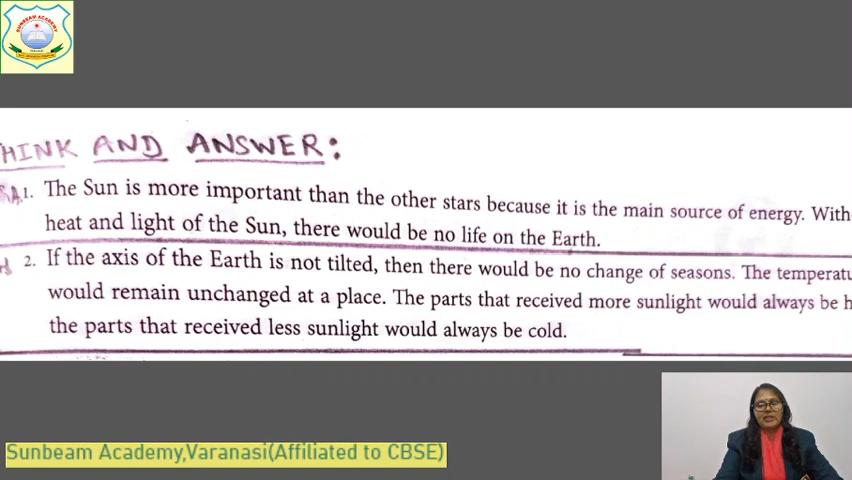 SUNBEAM ACADEMY
HINK AND ANSWER:
1. The Sun is more important than the other stars because it is the main source of energy. With
heat and light of the Sun, there would be no life on the Earth.
2. If the axis of the Earth is not tilted, then there would be no change of seasons. The temperatu
would remain unchanged at a place. The parts that received more sunlight would always be h
the parts that received less sunlight would always be cold.
Sunbeam Academy,Varanasi(Affiliated to CBSE)